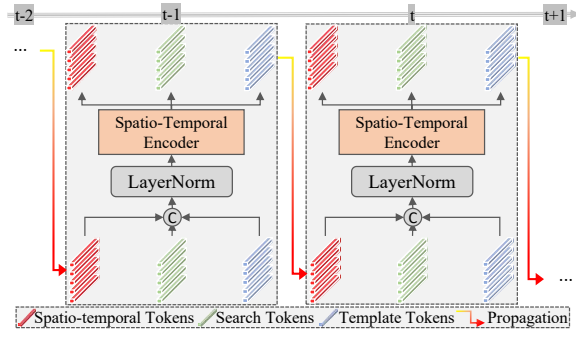 t-2
t-1
t
t+1
...
Spatio-Temporal
Encoder
Spatio-Temporal
Encoder
LayerNorm
LayerNorm
C
C
...
Spatio-temporal Tokens
Search Tokens
Template Tokens
Propagation